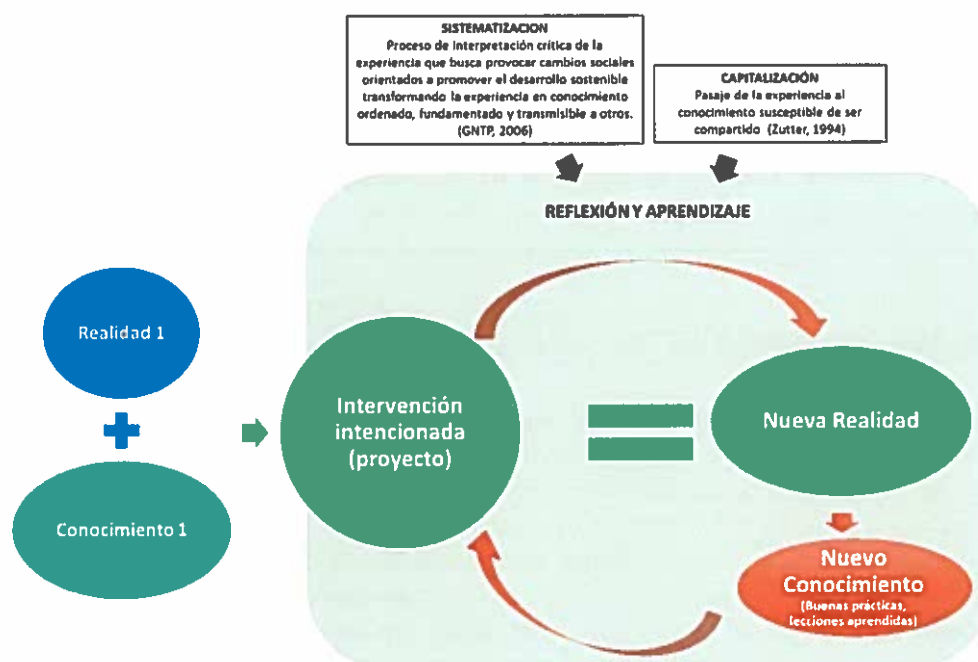 SISTEMATIZACION
Proceso de interpretación crítica de la
experiencia que busca provocar cambios sociales
orientados a promover el desarrollo sostenible
transformando la experiencia en conocimiento
ordenado, fundamentado y transmisible a otros.
(GNTP, 2006)
CAPITALIZACIÓN
Pasaje de la experiencia al
conocimiento susceptible de ser
compartido (Zutter, 1994)
REFLEXIÓN Y APRENDIZAJE
Realidad 1
Conocimiento 1
Intervención
intencionada
(proyecto)
Nueva Realidad
Nuevo
Conocimiento
(Buenas prácticas,
lecciones aprendidas)